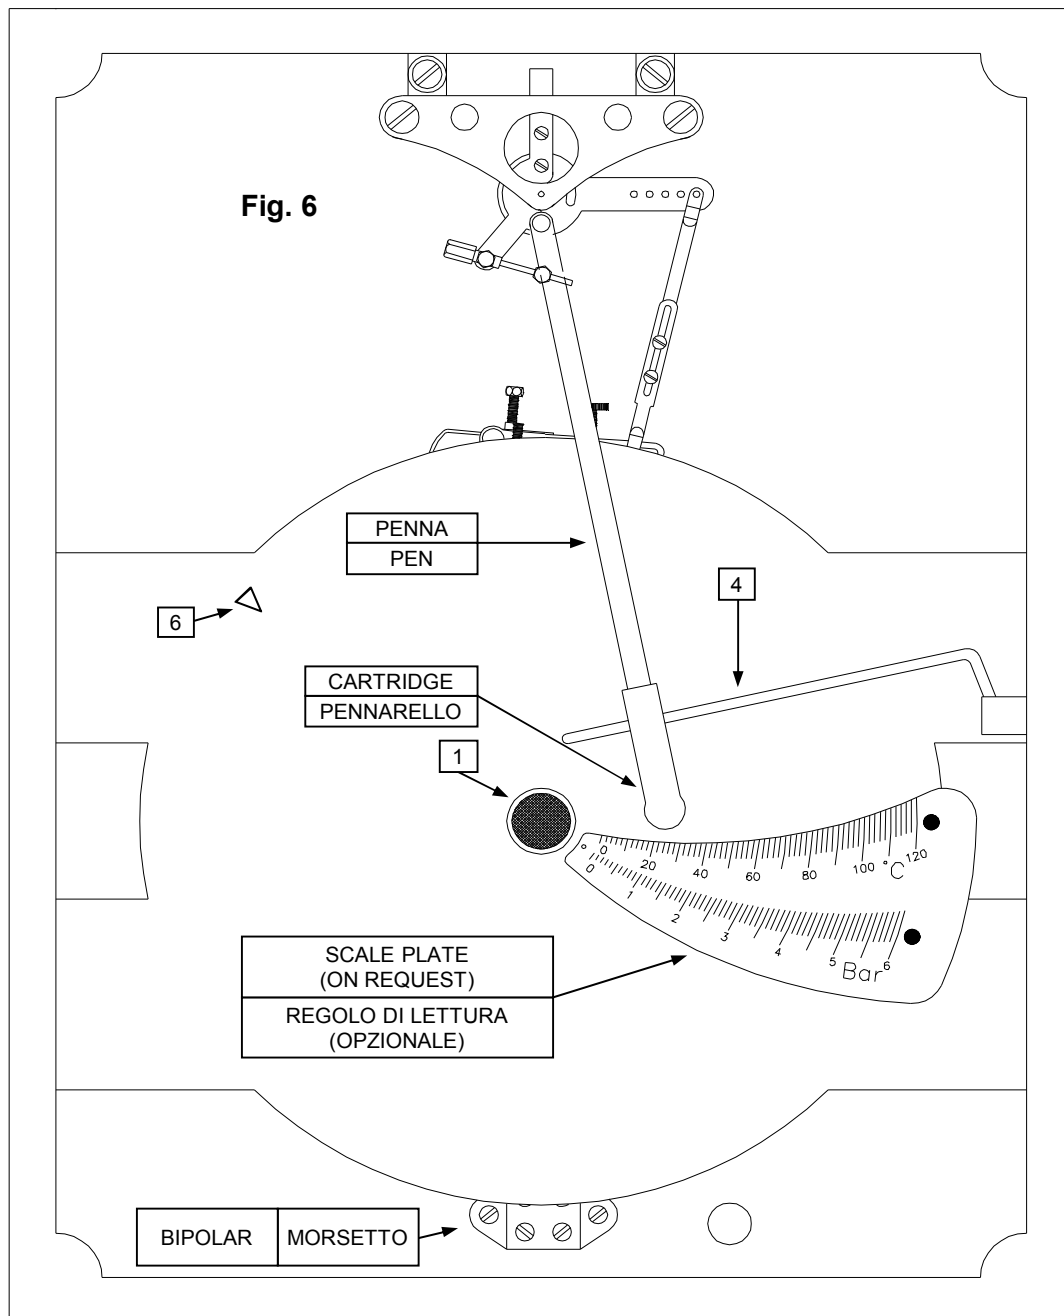 Fig. 6
PENNA
PEN
4
6
CARTRIDGE
PENNARELLO
1
0 20 40 60 80 100 120 °C
0 1 2 3 4 5 6 Bar
SCALE PLATE
(ON REQUEST)
REGOLO DI LETTURA
(OPZIONALE)
BIPOLAR MORSETTO